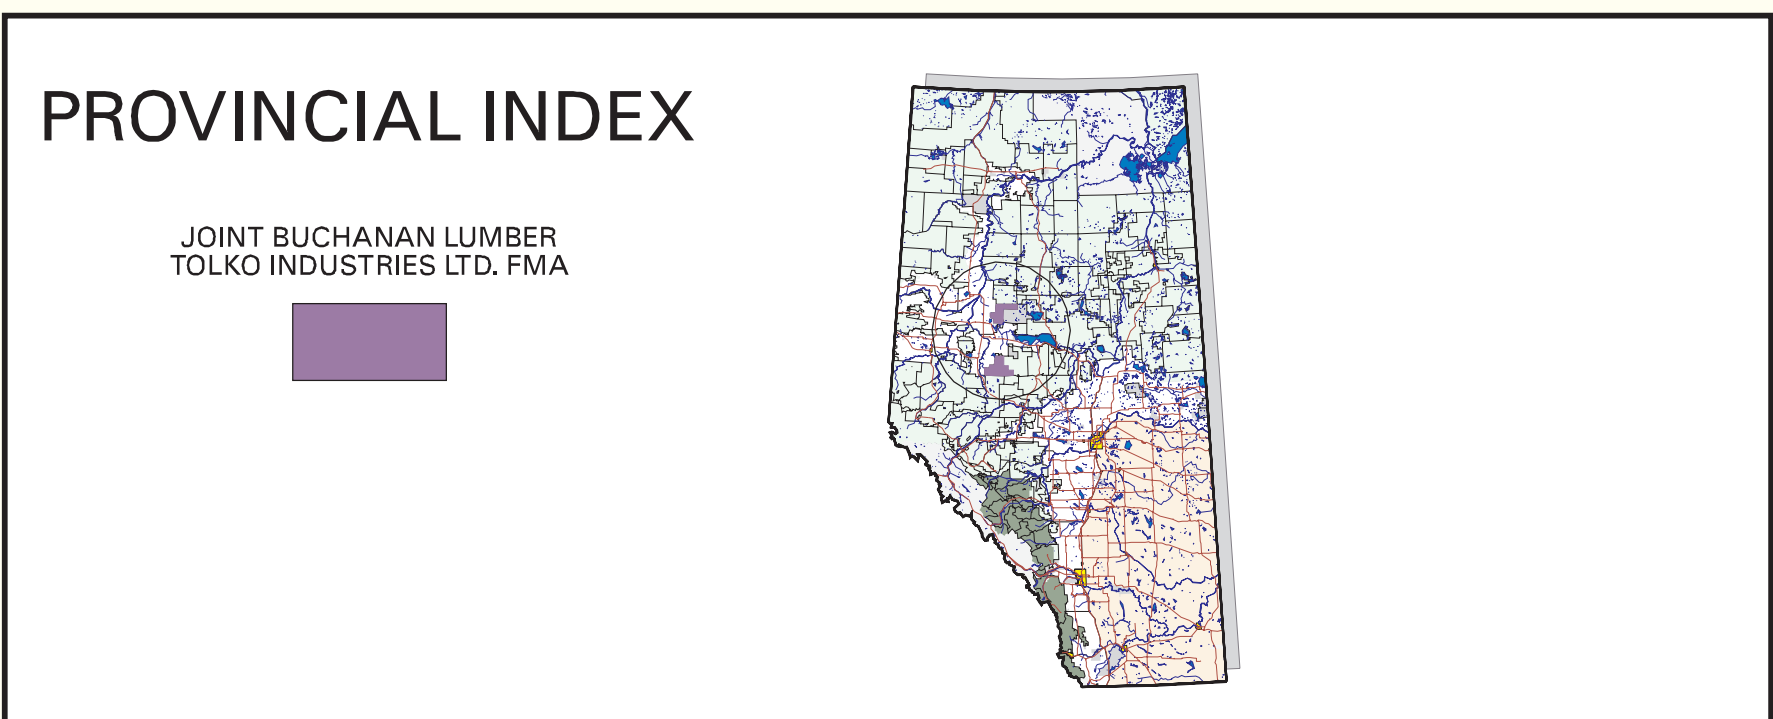 PROVINCIAL INDEX
JOINT BUCHANAN LUMBER
TOLKO INDUSTRIES LTD. FMA